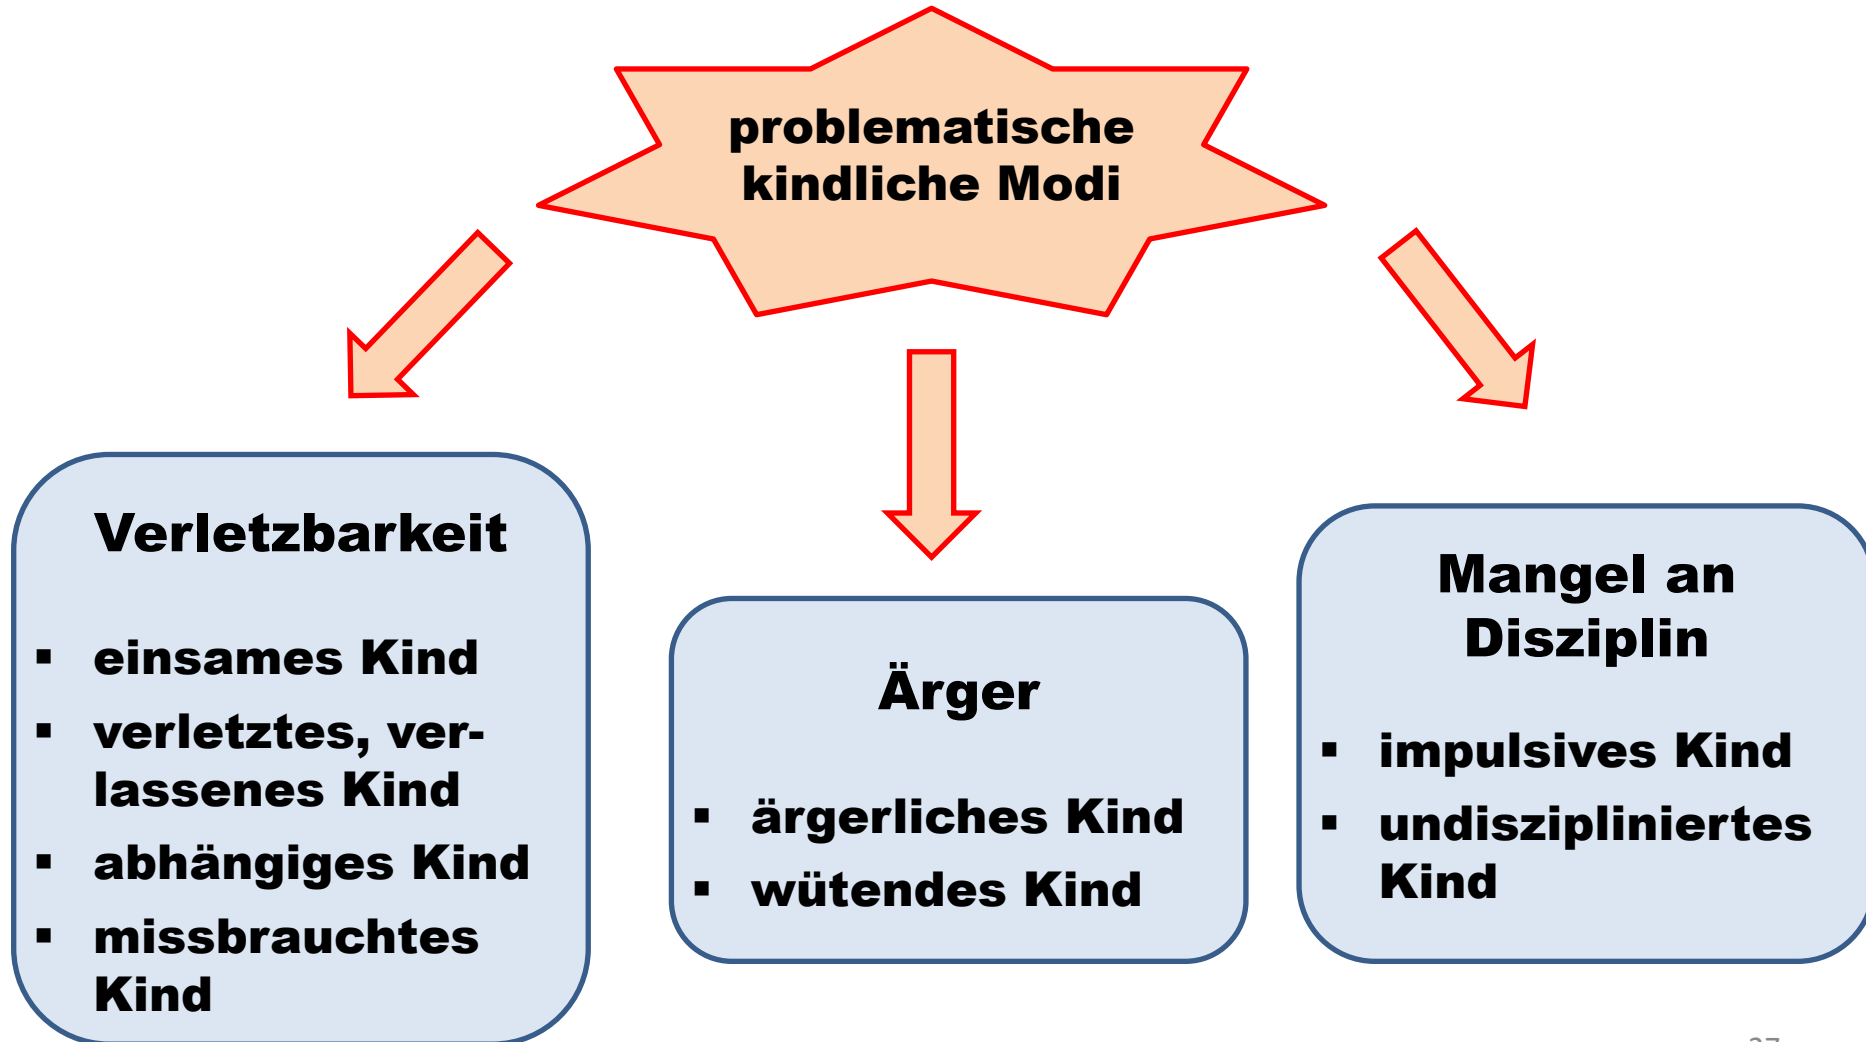 problematische
kindliche Modi
Verletzbarkeit
▪ einsames Kind
▪ verletztes, ver-
lassenes Kind
▪ abhängiges Kind
▪ missbrauchtes
Kind
Ärger
▪ ärgerliches Kind
▪ wütendes Kind
Mangel an
Disziplin
▪ impulsives Kind
▪ undiszipliniertes
Kind